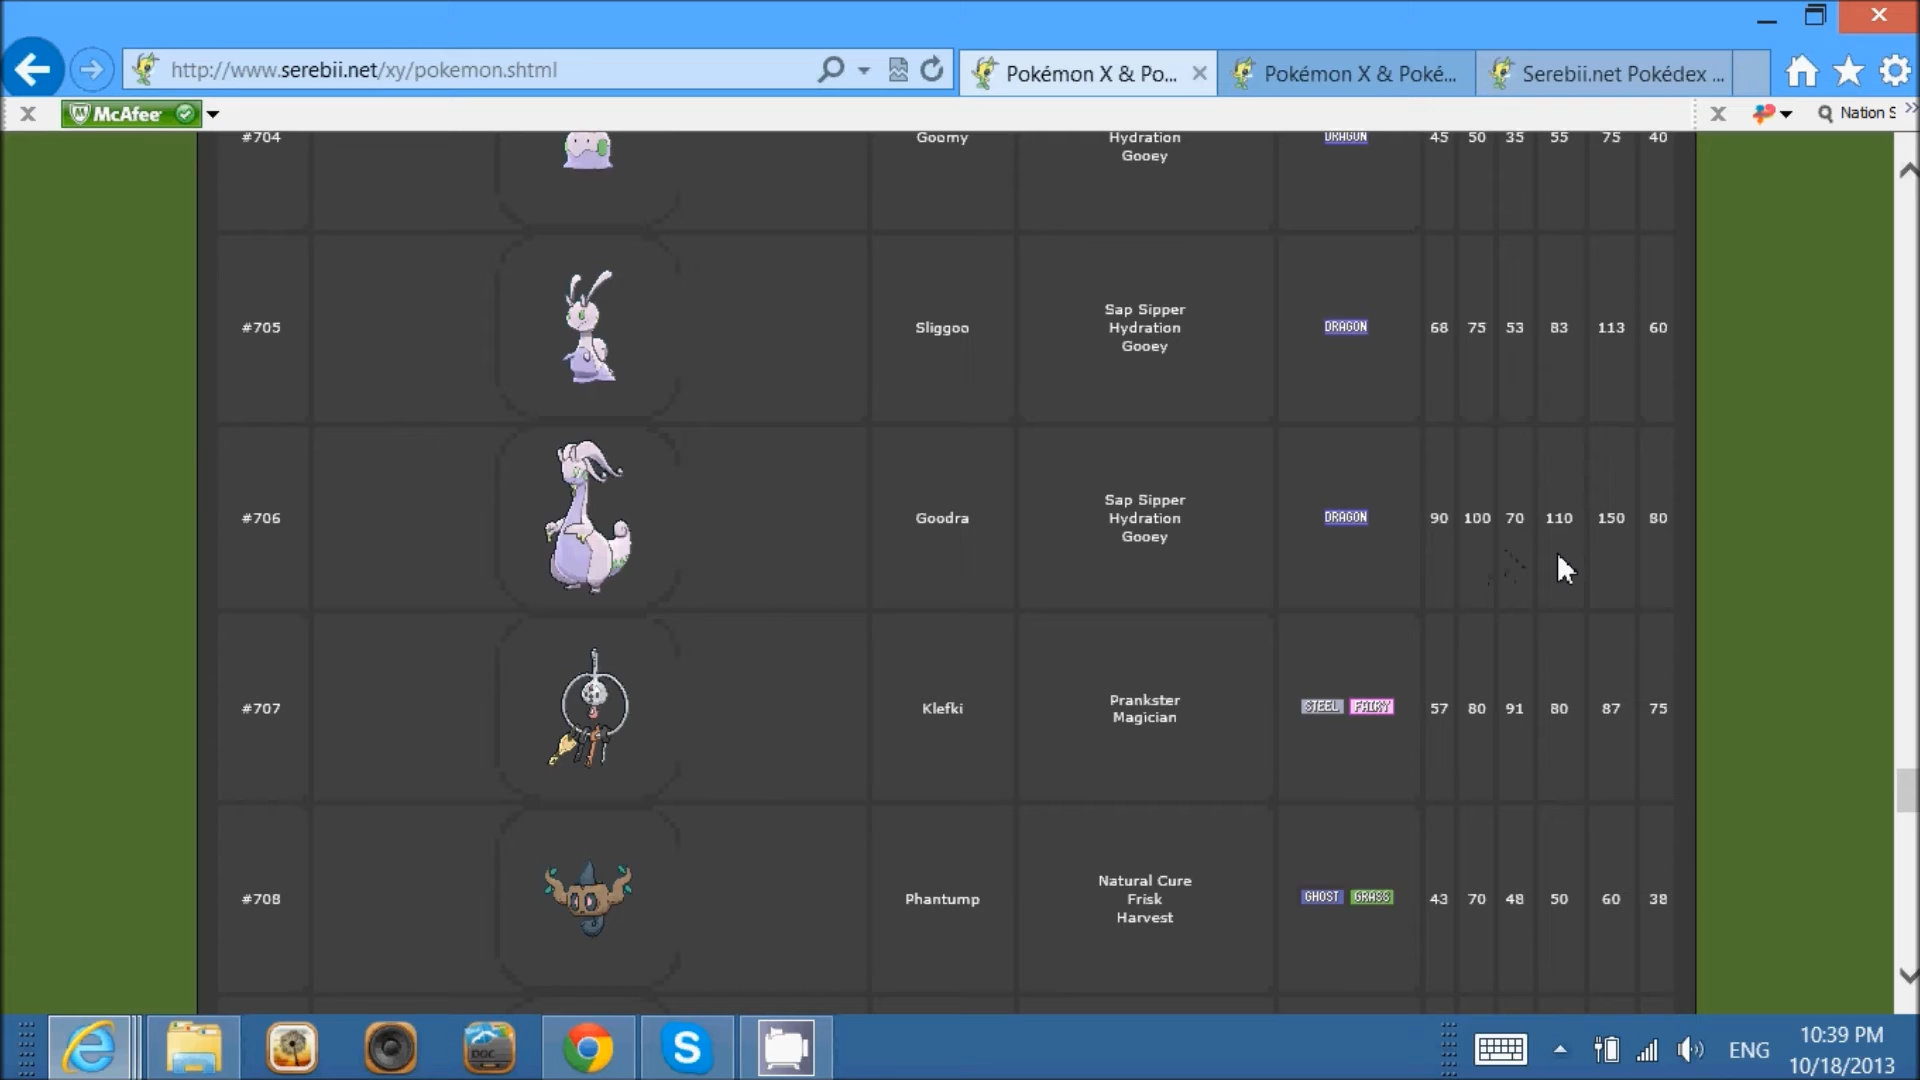 http://www.serebii.net/xy/pokemon.shtml
Pokémon X & Po...
Pokémon X & Poké...
Serebii.net Pokédex ...
McAfee
Nation S
#704 Goomy Hydration Gooey DRAGON 45 50 35 55 75 40
#705 Sliggoo Sap Sipper Hydration Gooey DRAGON 68 75 53 83 113 60
#706 Goodra Sap Sipper Hydration Gooey DRAGON 90 100 70 110 150 80
#707 Klefki Prankster Magician STEEL FAIRY 57 80 91 80 87 75
#708 Phantump Natural Cure Frisk Harvest GHOST GRASS 43 70 48 50 60 38
DOC
ENG
10:39 PM
10/18/2013